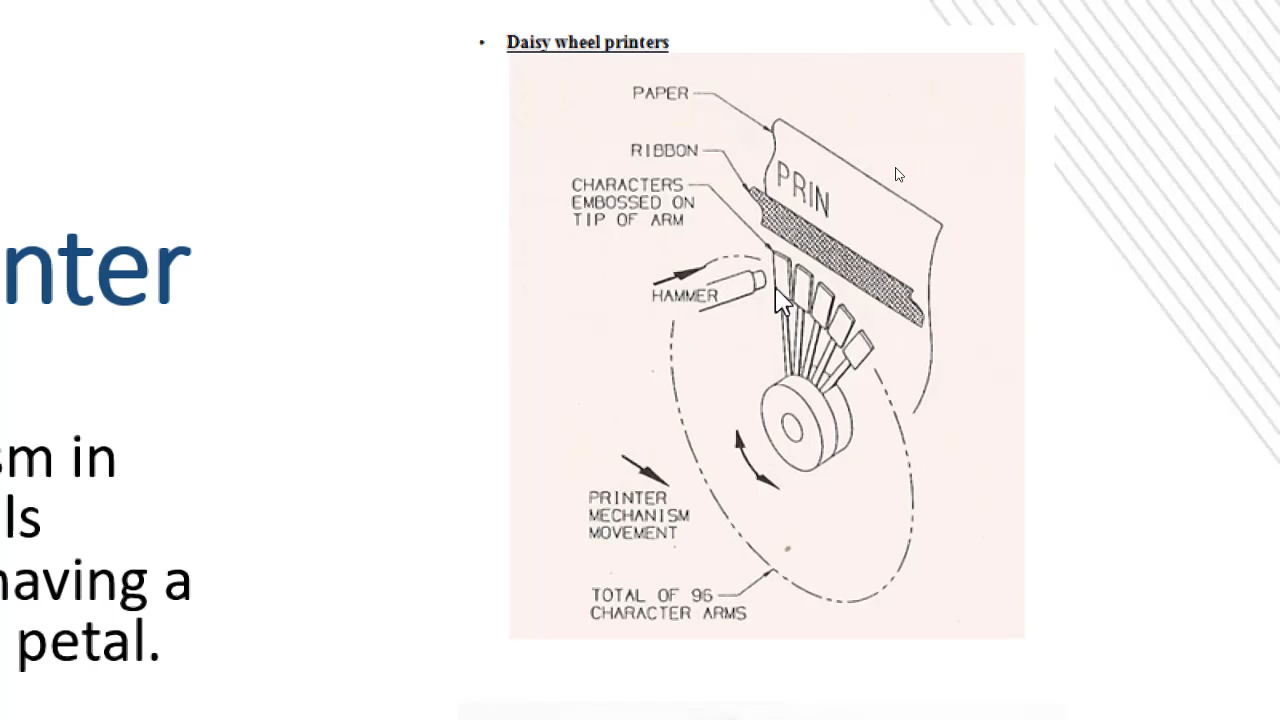 • Daisy wheel printers
PAPER
RIBBON
CHARACTERS
EMBOSSED ON
TIP OF ARM
PRIN
HAMMER
PRINTER
MECHANISM
MOVEMENT
TOTAL OF 96
CHARACTER ARMS
nter
sm in
ls
having a
petal.